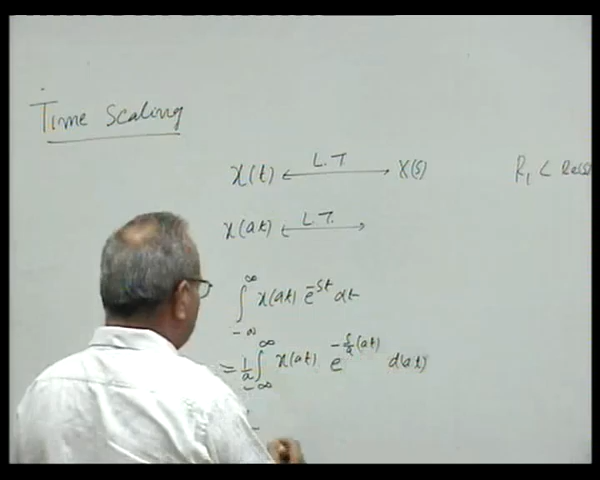 Time Scaling
x(t) <—L.T—> X(s) R₁ < Re(s)
x(at) <—L.T.—>
∫_{-∞}^{∞} x(at) e^{-st} dt
= 1/a ∫_{-∞}^{∞} x(at) e^{-s/a (at)} d(at)